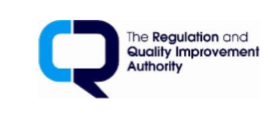 The Regulation and
Quality Improvement
Authority